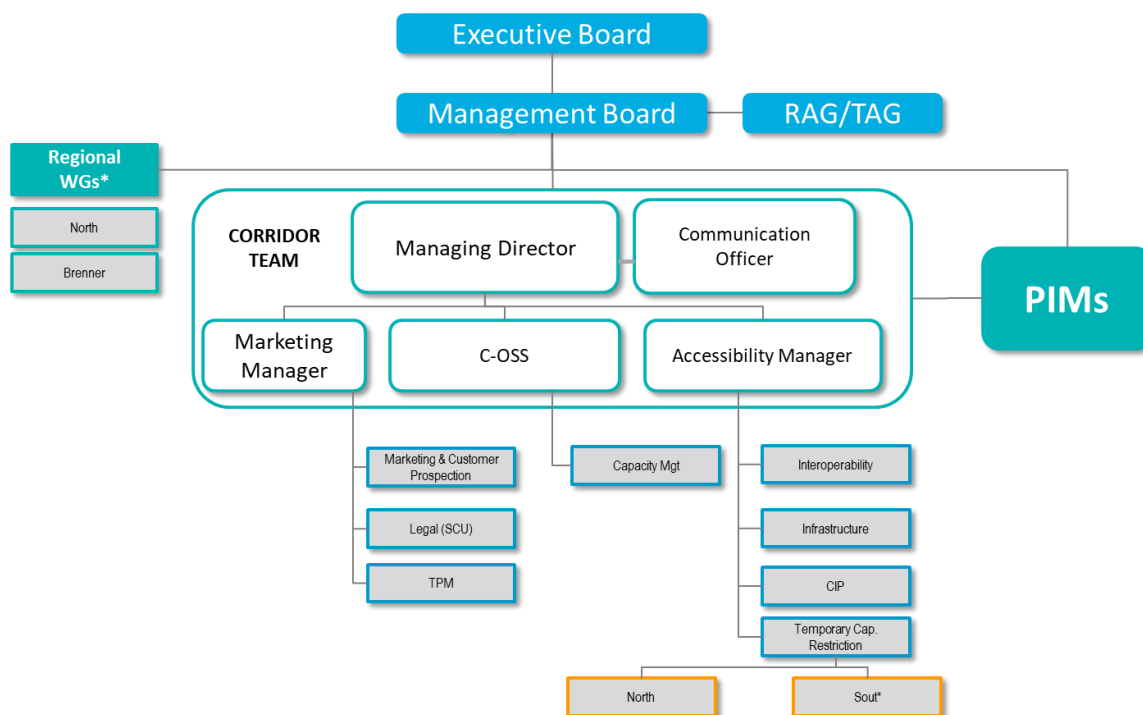 Executive Board
Management Board
RAG/TAG
Regional
WGs*
North
Brenner
CORRIDOR
TEAM
Managing Director
Communication
Officer
PIMs
Marketing
Manager
C-OSS
Accessibility Manager
Marketing & Customer
Prospection
Legal (SCU)
TPM
Capacity Mgt
Interoperability
Infrastructure
CIP
Temporary Cap.
Restriction
North
Sout*